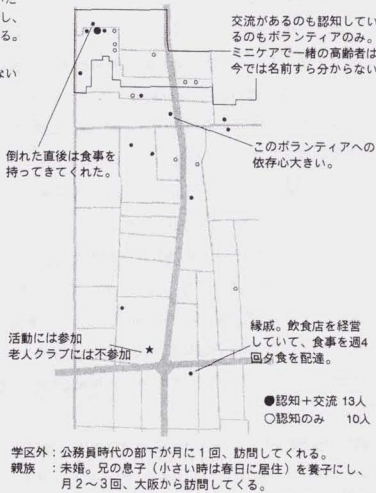 し、
る。
ない
交流があるのも認知してい
るのもボランティアのみ。
ミニケアで一緒の高齢者は
今では名前すら分からない
倒れた直後は食事を
持ってきてくれた。
このボランティアへの
依存心大きい。
活動には参加
老人クラブには不参加
縁戚。飲食店を経営
していて、食事を週4
回夕食を配達。
●認知＋交流 13人
○認知のみ 10人
学区外：公務員時代の部下が月に１回、訪問してくれる。
親族 ：未婚。兄の息子（小さい時は春日に居住）を養子にし、
月２～３回、大阪から訪問してくる。